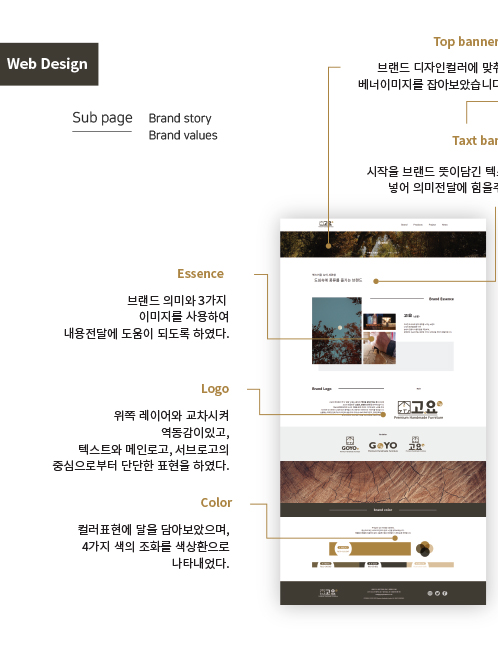 Top banner
Web Design
브랜드 디자인컬러에 맞춰
베너이미지를 잡아보았습니다
Sub page
Brand story
Brand values
Taxt ban
시작을 브랜드 뜻이담긴 텍스
넣어 의미전달에 힘을주
Essence
브랜드 의미와 3가지
이미지를 사용하여
내용전달에 도움이 되도록 하였다.
Brand Essence
고요
Logo
위쪽 레이어와 교차시켜
역동감이있고,
텍스트와 메인로고, 서브로고의
중심으로부터 단단한 표현을 하였다.
Brand Logo
고요
Premium Handmade Furniture
GOYO
GOYO
고요
Color
컬러표현에 달을 담아보았으며,
4가지 색의 조화를 색상환으로
나타내었다.
Brand color
고요